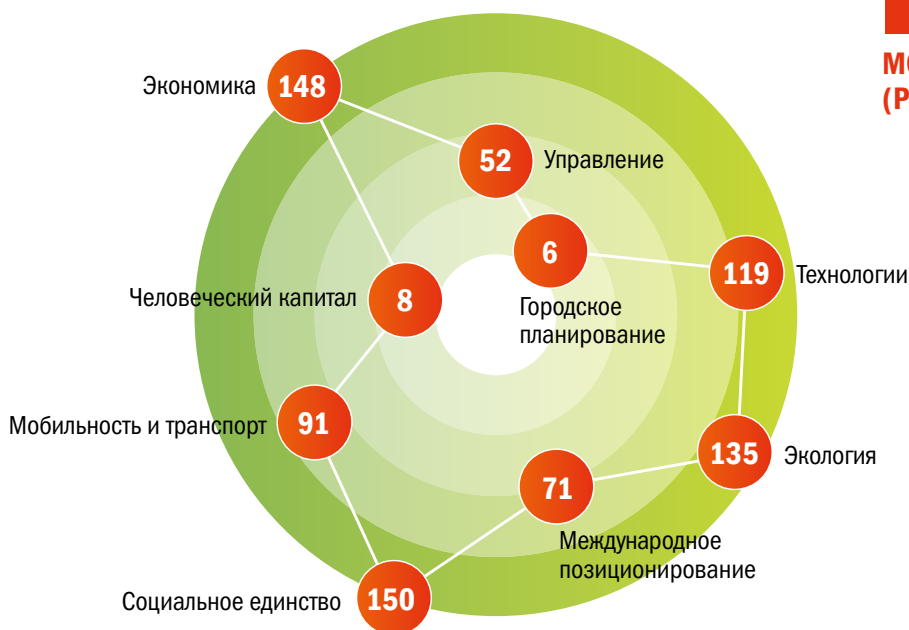 МО
(Р
Экономика
148
52
Управление
6
Городское
планирование
119
Технологии
Человеческий капитал
8
Мобильность и транспорт
91
135
Экология
71
Международное
позиционирование
Социальное единство
150